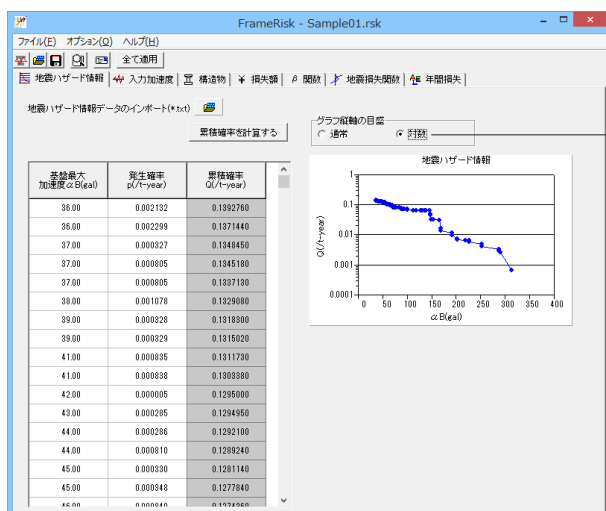 FrameRisk - Sample01.rsk
ファイル(F) オプション(O) ヘルプ(H)
全て適用
地震ハザード情報 入力加速度 構造物 ¥ 損失額 β 関数 地震損失関数 年間損失
地震ハザード情報データのインポート(*.txt)
累積確率を計算する
グラフ縦軸の目盛
通常 対数
基盤最大 発生確率 累積確率
加速度αB(gal) p(/t-year) Q(/t-year)
36.00 0.002132 0.1392760
36.00 0.002299 0.1371440
37.00 0.000327 0.1348450
37.00 0.000805 0.1345180
37.00 0.000805 0.1337130
38.00 0.001078 0.1329080
39.00 0.000328 0.1318300
39.00 0.000329 0.1315020
41.00 0.000835 0.1311730
41.00 0.000838 0.1303380
42.00 0.000005 0.1295000
43.00 0.000285 0.1294950
44.00 0.000286 0.1292100
44.00 0.000810 0.1289240
45.00 0.000330 0.1281140
45.00 0.000348 0.1277840
46.00 0.000840 0.1274360
地震ハザード情報
Q(/t-year)
1
0.1
0.01
0.001
0.0001
0 50 100 150 200 250 300 350 400
αB(gal)